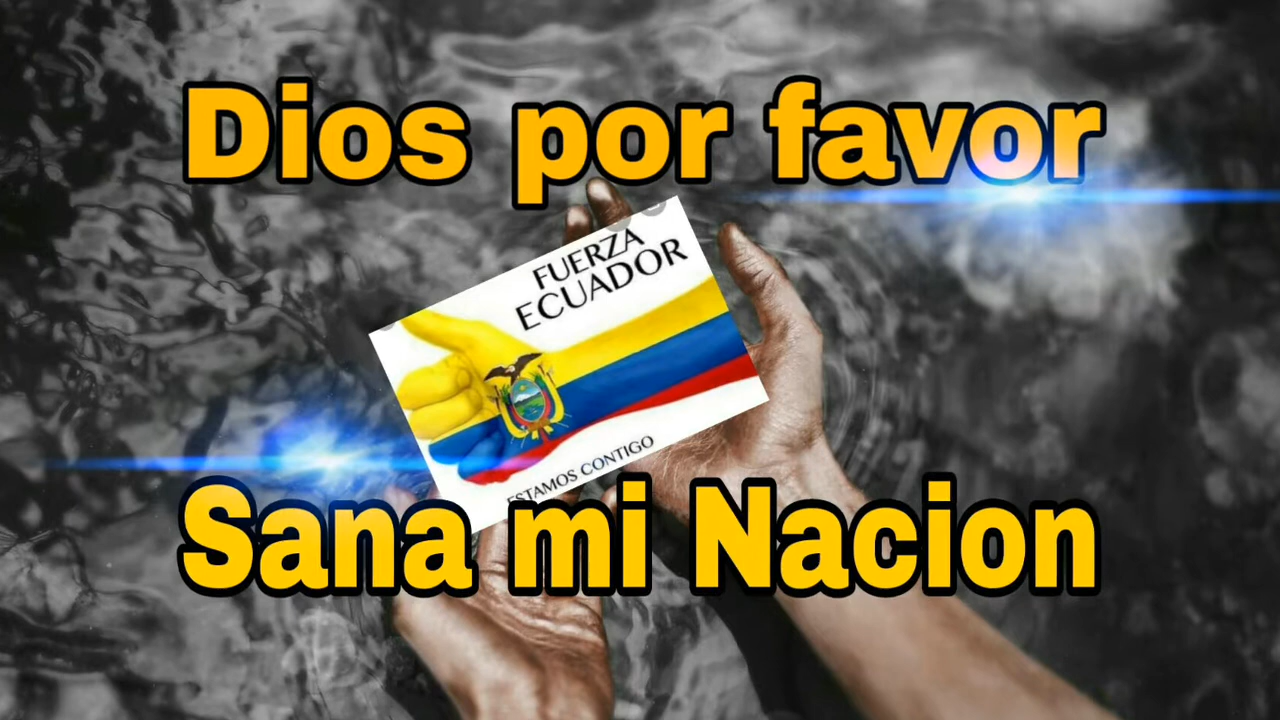 Dios por favor
FUERZA
ECUADOR
ESTAMOS CONTIGO
Sana mi Nacion